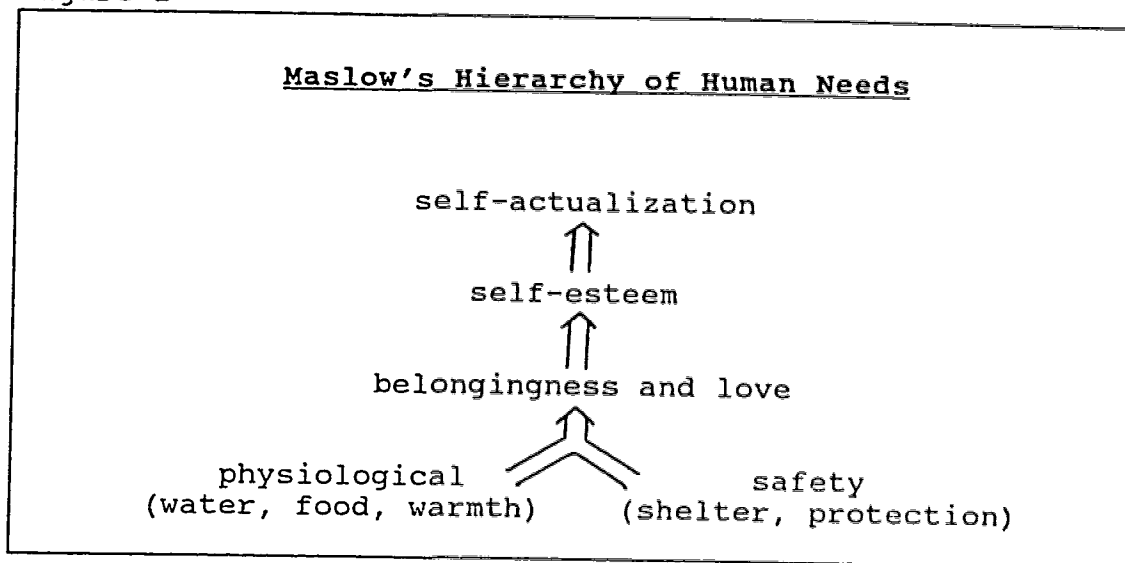 Maslow's Hierarchy of Human Needs
self-actualization
self-esteem
belongingness and love
physiological
(water, food, warmth)
safety
(shelter, protection)